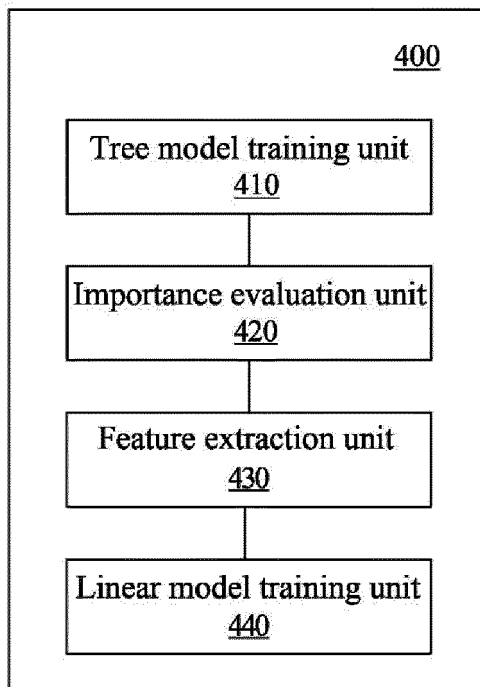 400
Tree model training unit
410
Importance evaluation unit
420
Feature extraction unit
430
Linear model training unit
440